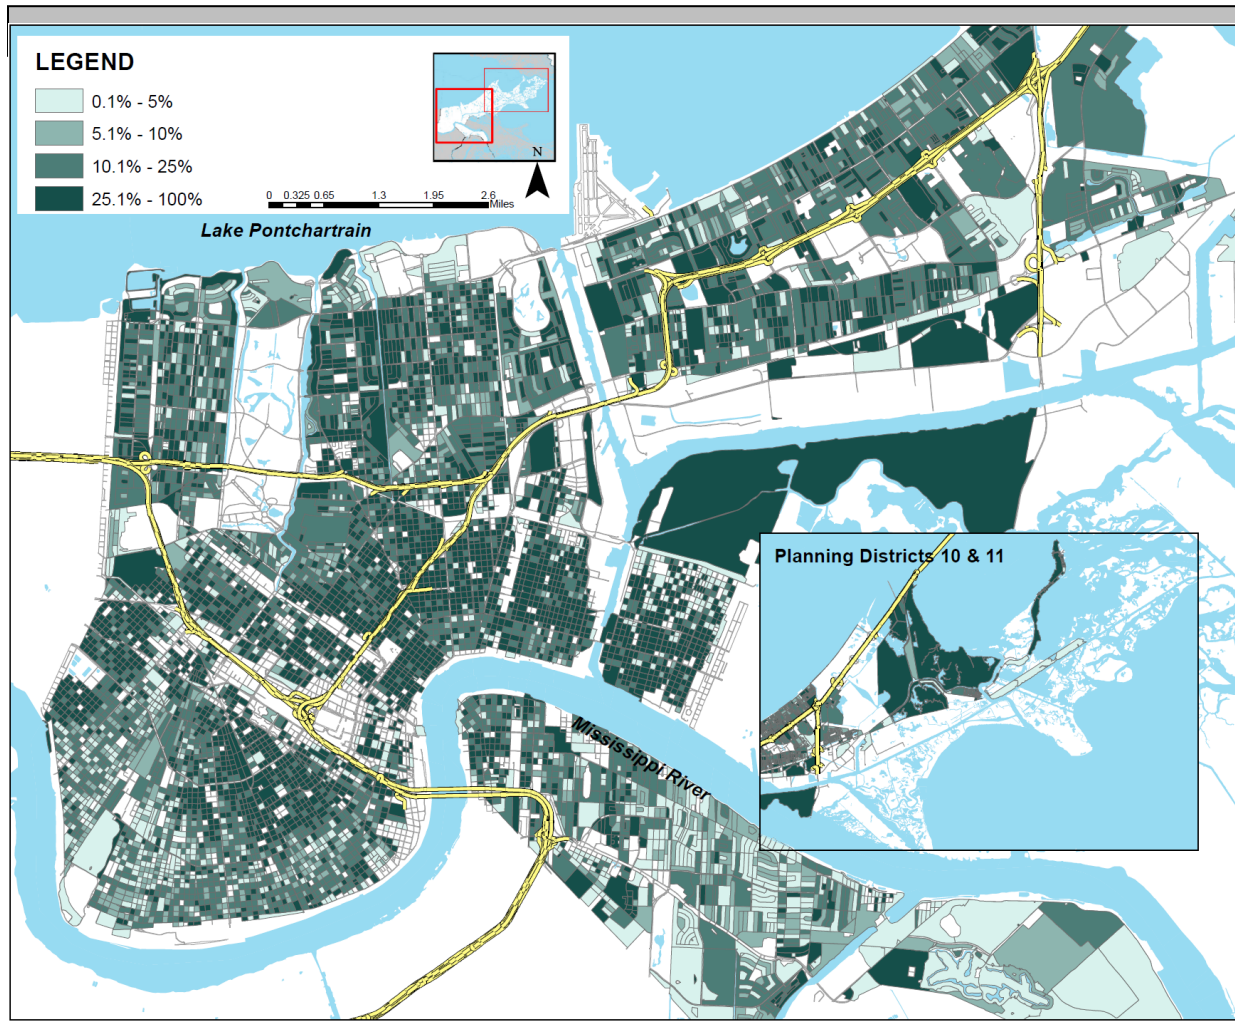 LEGEND
0.1% - 5%
5.1% - 10%
10.1% - 25%
25.1% - 100%
N
0 0.325 0.65 1.3 1.95 2.6
Miles
Lake Pontchartrain
Planning Districts 10 & 11
Mississippi River